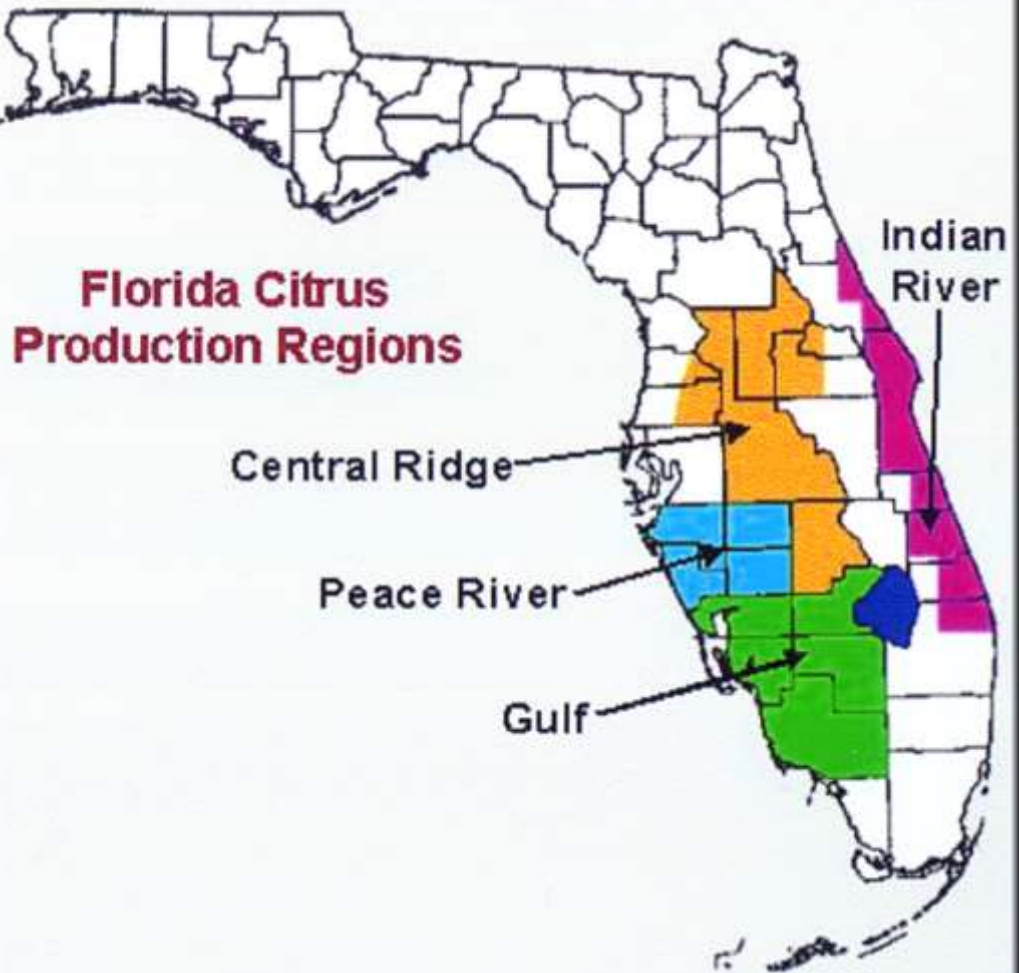 Florida Citrus
Production Regions
Indian
River
Central Ridge
Peace River
Gulf